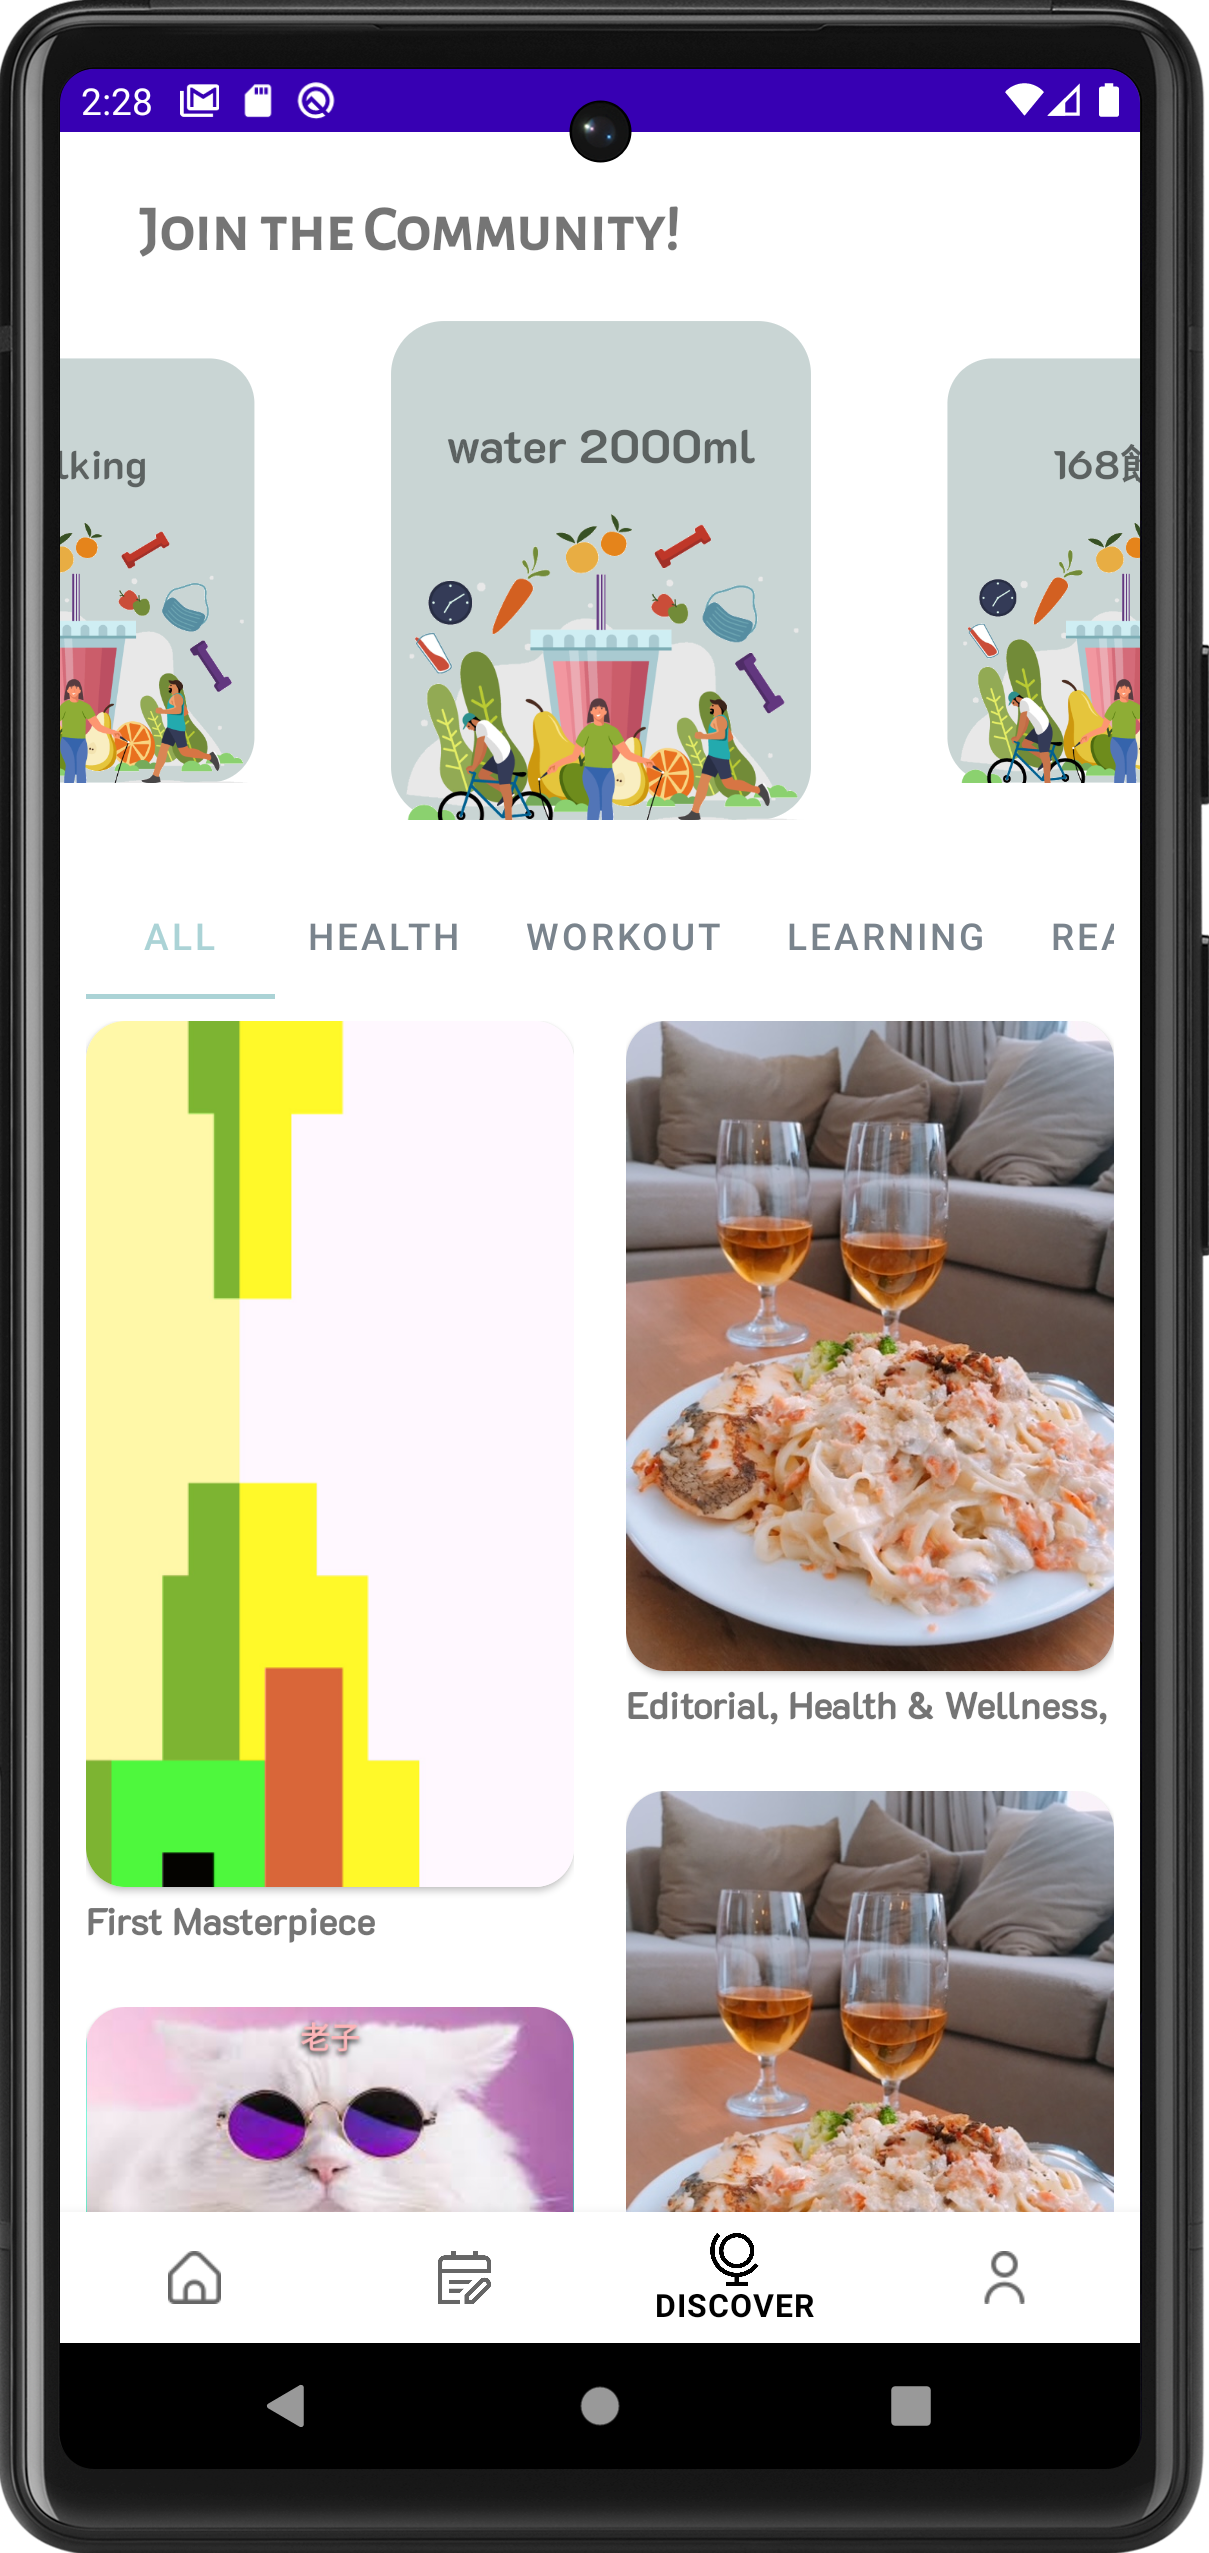 2:28
Join the Community!
lking
water 2000ml
168飲
ALL
HEALTH
WORKOUT
LEARNING
REA
Editorial, Health & Wellness,
First Masterpiece
老子
DISCOVER